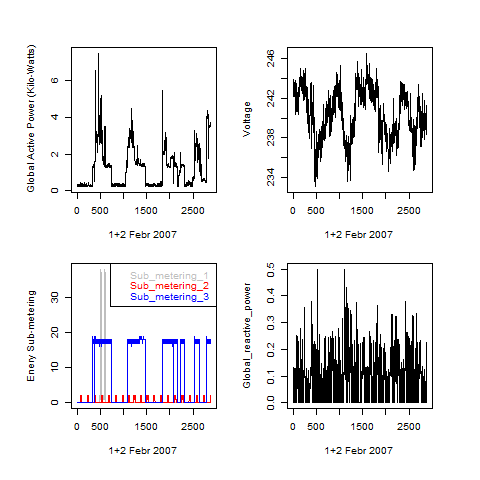 Global Active Power (Kilo-Watts)
0 2 4 6
0 500 1500 2500
1+2 Febr 2007
Voltage
234 238 242 246
0 500 1500 2500
1+2 Febr 2007
Enery Sub-metering
0 10 20 30
Sub_metering_1
Sub_metering_2
Sub_metering_3
0 500 1500 2500
1+2 Febr 2007
Global_reactive_power
0.0 0.1 0.2 0.3 0.4 0.5
0 500 1500 2500
1+2 Febr 2007